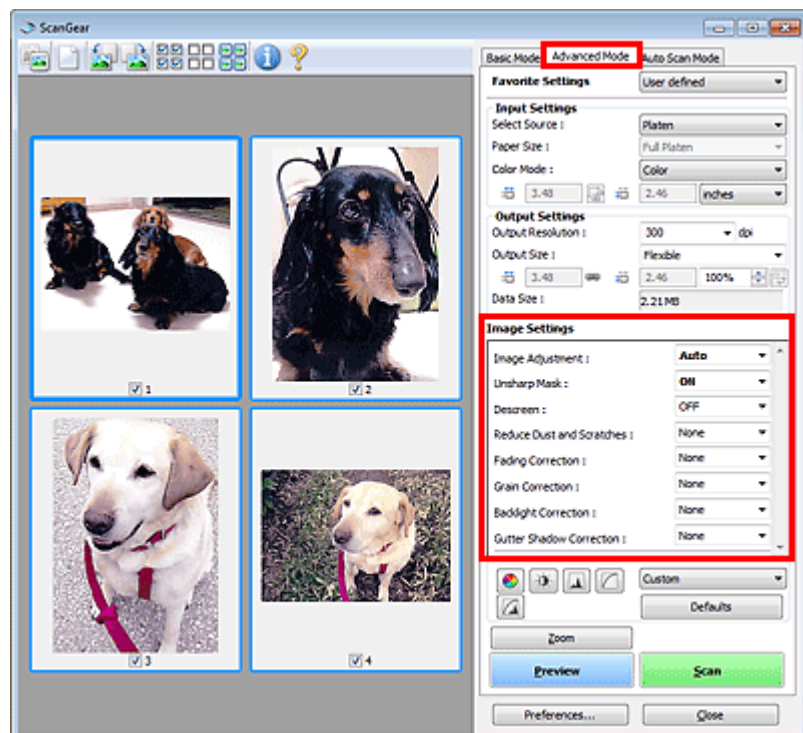 ScanGear
Basic Mode Advanced Mode Auto Scan Mode
Favorite Settings User defined
Input Settings
Select Source : Platen
Paper Size : Full Platen
Color Mode : Color
3.48 2.46 inches
Output Settings
Output Resolution : 300 dpi
Output Size : Flexible
3.48 2.46 100%
Data Size : 2.21 MB
Image Settings
Image Adjustment : Auto
Unsharp Mask : ON
Descreen : OFF
Reduce Dust and Scratches : None
Fading Correction : None
Grain Correction : None
Backlight Correction : None
Gutter Shadow Correction : None
Custom
Defaults
Zoom
Preview Scan
Preferences... Close
1
2
3
4